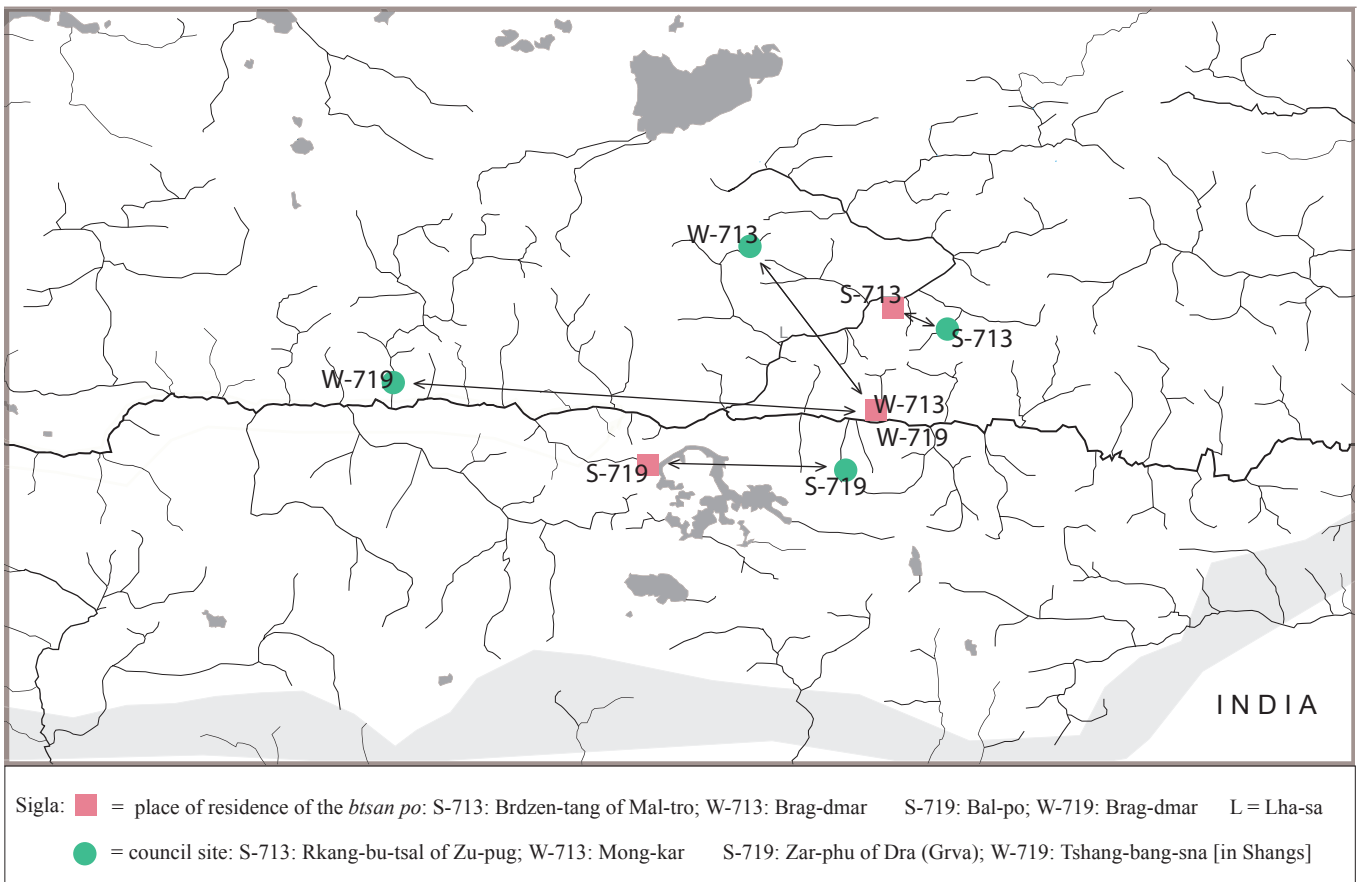 W-713
S-713
S-713
L
W-719
W-713
W-719
S-719
S-719
INDIA
Sigla: = place of residence of the btsan po: S-713: Brdzen-tang of Mal-tro; W-713: Brag-dmar S-719: Bal-po; W-719: Brag-dmar L = Lha-sa
= council site: S-713: Rkang-bu-tsal of Zu-pug; W-713: Mong-kar S-719: Zar-phu of Dra (Grva); W-719: Tshang-bang-sna [in Shangs]